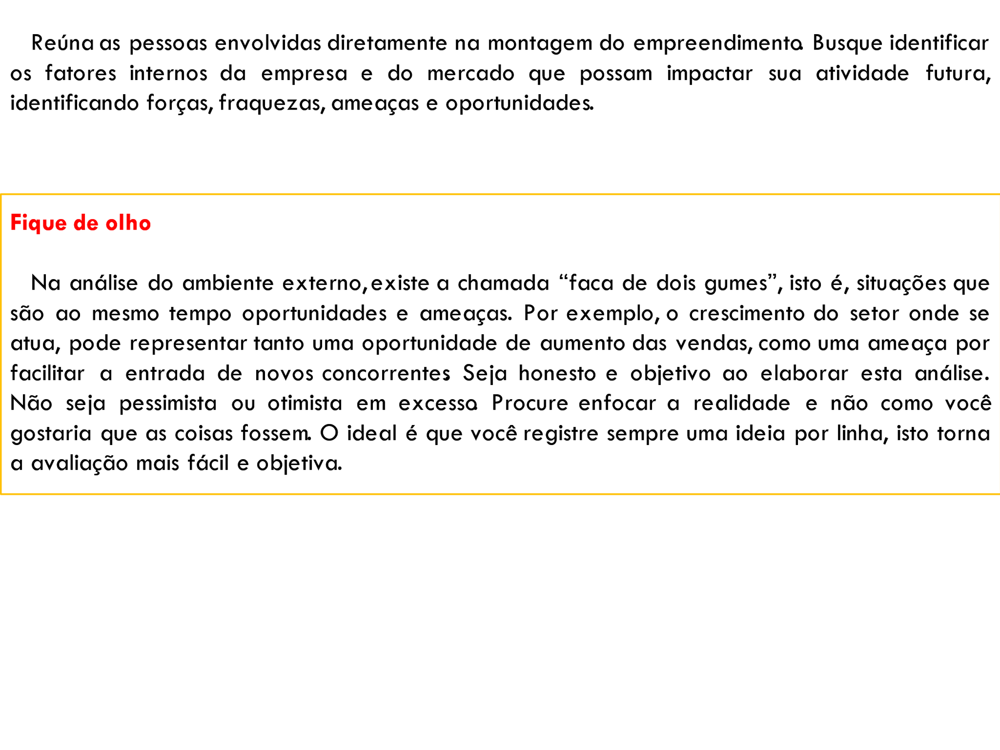 Reúna as pessoas envolvidas diretamente na montagem do empreendimento. Busque identificar
os fatores internos da empresa e do mercado que possam impactar sua atividade futura,
identificando forças, fraquezas, ameaças e oportunidades.
Fique de olho
Na análise do ambiente externo, existe a chamada “faca de dois gumes”, isto é, situações que
são ao mesmo tempo oportunidades e ameaças. Por exemplo, o crescimento do setor onde se
atua, pode representar tanto uma oportunidade de aumento das vendas, como uma ameaça por
facilitar a entrada de novos concorrentes. Seja honesto e objetivo ao elaborar esta análise.
Não seja pessimista ou otimista em excesso. Procure enfocar a realidade e não como você
gostaria que as coisas fossem. O ideal é que você registre sempre uma ideia por linha, isto torna
a avaliação mais fácil e objetiva.